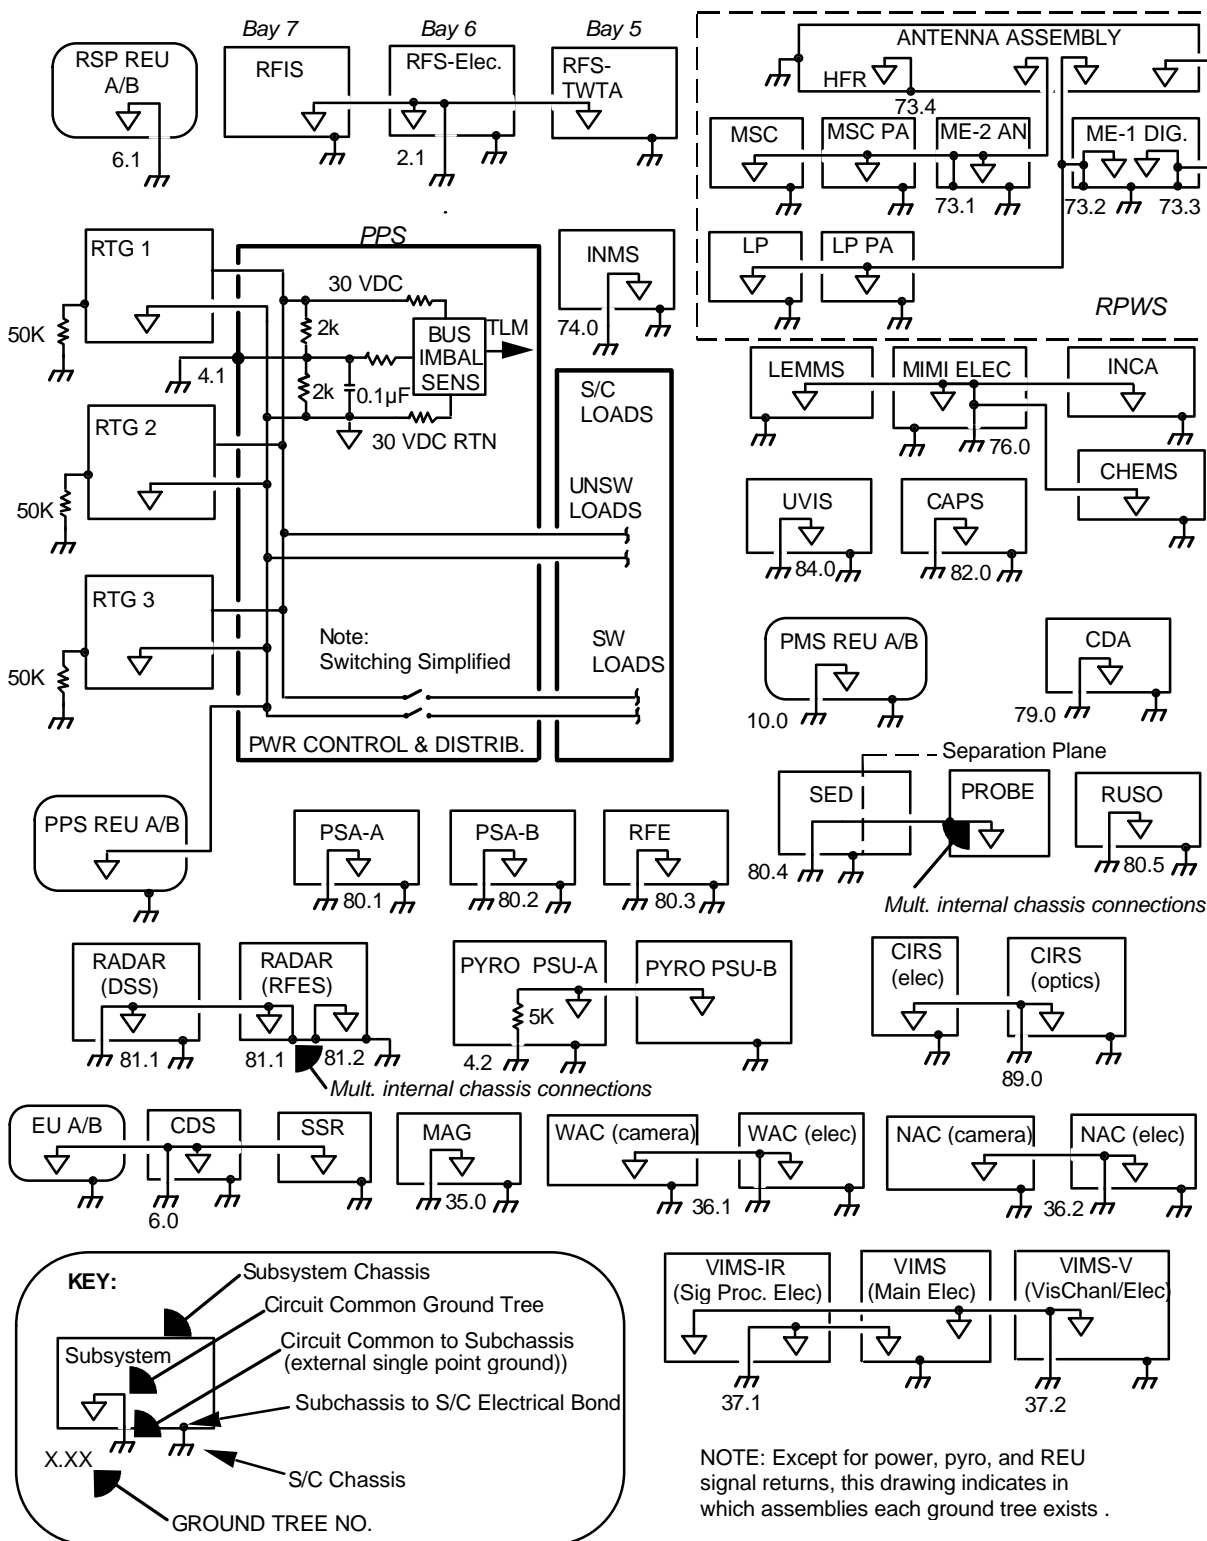 Bay 7
Bay 6
Bay 5
RSP REU
A/B
6.1
RFIS
RFS-Elec.
2.1
RFS-
TWTA
ANTENNA ASSEMBLY
HFR
73.4
MSC
MSC PA
ME-2 AN
73.1
ME-1 DIG.
73.2
73.3
LP
LP PA
RPWS
RTG 1
50K
4.1
RTG 2
50K
RTG 3
50K
PPS
30 VDC
2k
2k
0.1µF
BUS
IMBAL
SENS
TLM
30 VDC RTN
Note:
Switching Simplified
PWR CONTROL & DISTRIB.
INMS
74.0
S/C
LOADS
UNSW
LOADS
SW
LOADS
LEMMS
MIMI ELEC
76.0
INCA
CHEMS
UVIS
84.0
CAPS
82.0
PMS REU A/B
10.0
CDA
79.0
Separation Plane
SED
80.4
PROBE
RUSO
80.5
Mult. internal chassis connections
PPS REU A/B
PSA-A
80.1
PSA-B
80.2
RFE
80.3
RADAR
(DSS)
81.1
RADAR
(RFES)
81.1
81.2
Mult. internal chassis connections
PYRO PSU-A
5K
4.2
PYRO PSU-B
CIRS
(elec)
CIRS
(optics)
89.0
EU A/B
CDS
6.0
SSR
MAG
35.0
WAC (camera)
WAC (elec)
36.1
NAC (camera)
NAC (elec)
36.2
VIMS-IR
(Sig Proc. Elec)
37.1
VIMS
(Main Elec)
VIMS-V
(VisChanl/Elec)
37.2
KEY:
Subsystem Chassis
Circuit Common Ground Tree
Circuit Common to Subchassis
(external single point ground))
Subsystem
Subchassis to S/C Electrical Bond
X.XX
S/C Chassis
GROUND TREE NO.
NOTE: Except for power, pyro, and REU
signal returns, this drawing indicates in
which assemblies each ground tree exists .